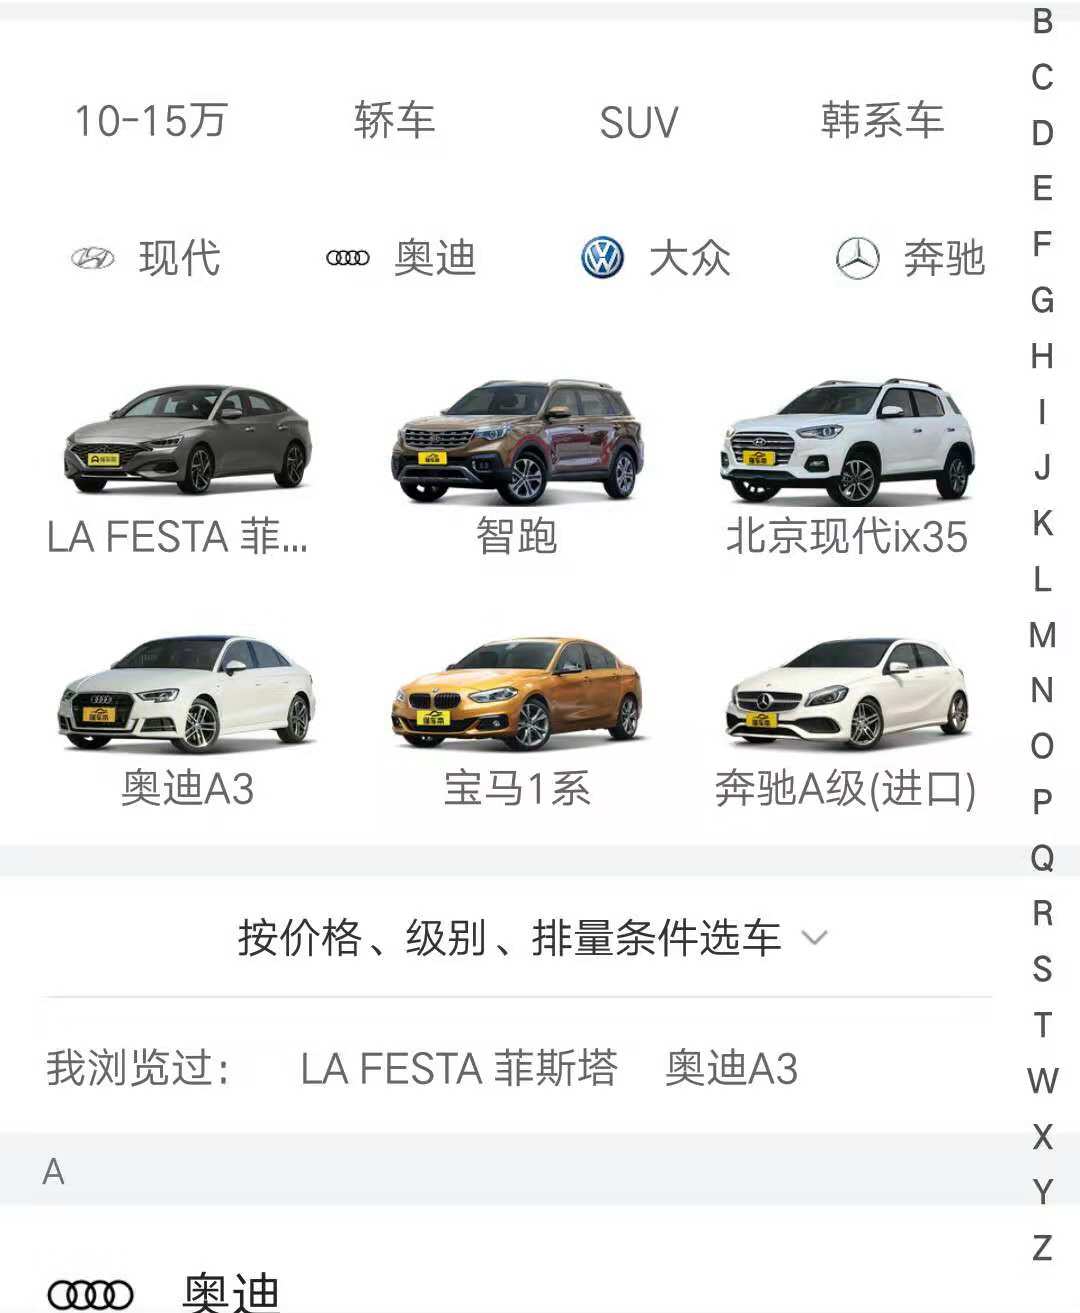 10-15万 轿车 SUV 韩系车
现代 奥迪 大众 奔驰
LA FESTA 菲... 智跑 北京现代ix35
奥迪A3 宝马1系 奔驰A级(进口)
按价格、级别、排量条件选车
我浏览过： LA FESTA 菲斯塔 奥迪A3
A
奥迪
B
C
D
E
F
G
H
I
J
K
L
M
N
O
P
Q
R
S
T
W
X
Y
Z